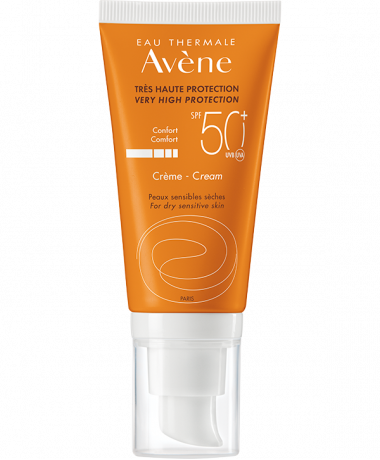 EAU THERMALE
Avène
TRÈS HAUTE PROTECTION
VERY HIGH PROTECTION
SPF 50+
UVB UVA
Confort
Comfort
Crème - Cream
Peaux sensibles sèches
For dry sensitive skin
PARIS